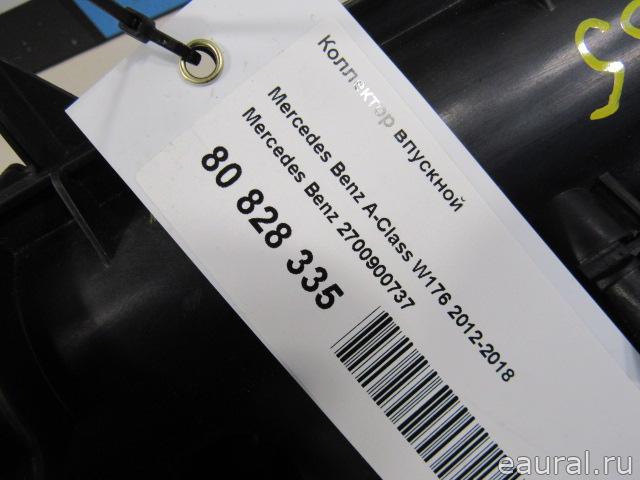 Коллектор впускной
Mercedes Benz A-Class W176 2012-2018
Mercedes Benz 2700900737
80 828 335
eaural.ru